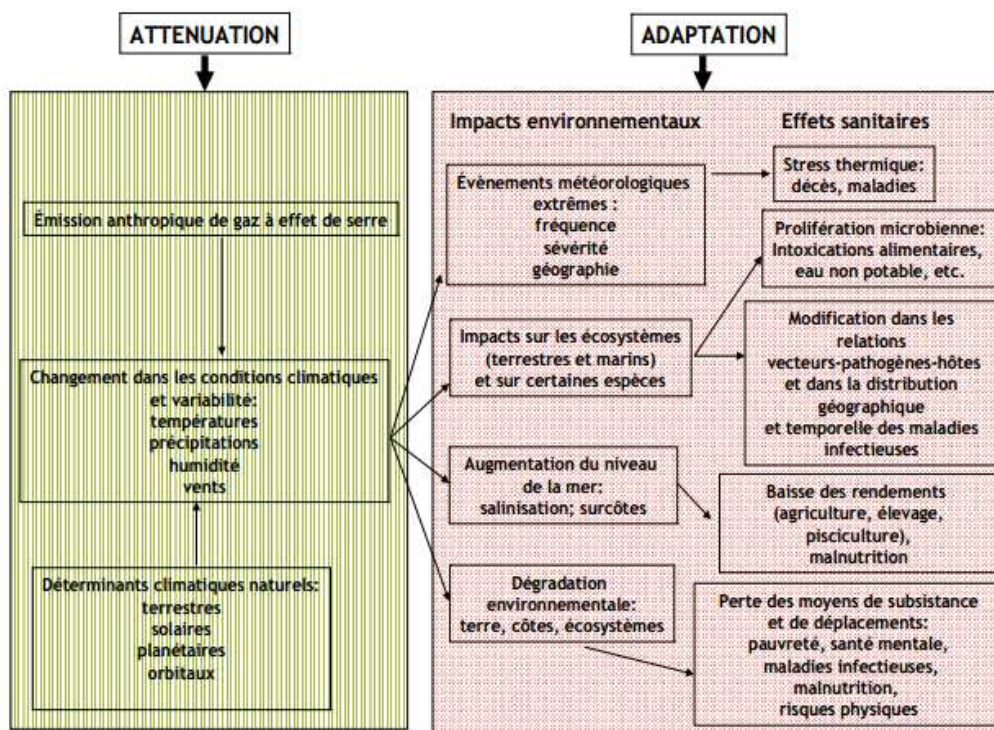 ATTENUATION
ADAPTATION
Émission anthropique de gaz à effet de serre
Changement dans les conditions climatiques
et variabilité:
températures
précipitations
humidité
vents
Déterminants climatiques naturels:
terrestres
solaires
planétaires
orbitaux
Impacts environnementaux
Effets sanitaires
Évènements météorologiques
extrêmes :
fréquence
sévérité
géographie
Stress thermique:
décès, maladies
Prolifération microbienne:
Intoxications alimentaires,
eau non potable, etc.
Impacts sur les écosystèmes
(terrestres et marins)
et sur certaines espèces
Modification dans les
relations
vecteurs-pathogènes-hôtes
et dans la distribution
géographique
et temporelle des maladies
infectieuses
Augmentation du niveau
de la mer:
salinisation; surcôtes
Baisse des rendements
(agriculture, élevage,
pisciculture),
malnutrition
Dégradation
environnementale:
terre, côtes, écosystèmes
Perte des moyens de subsistance
et de déplacements:
pauvreté, santé mentale,
maladies infectieuses,
malnutrition,
risques physiques